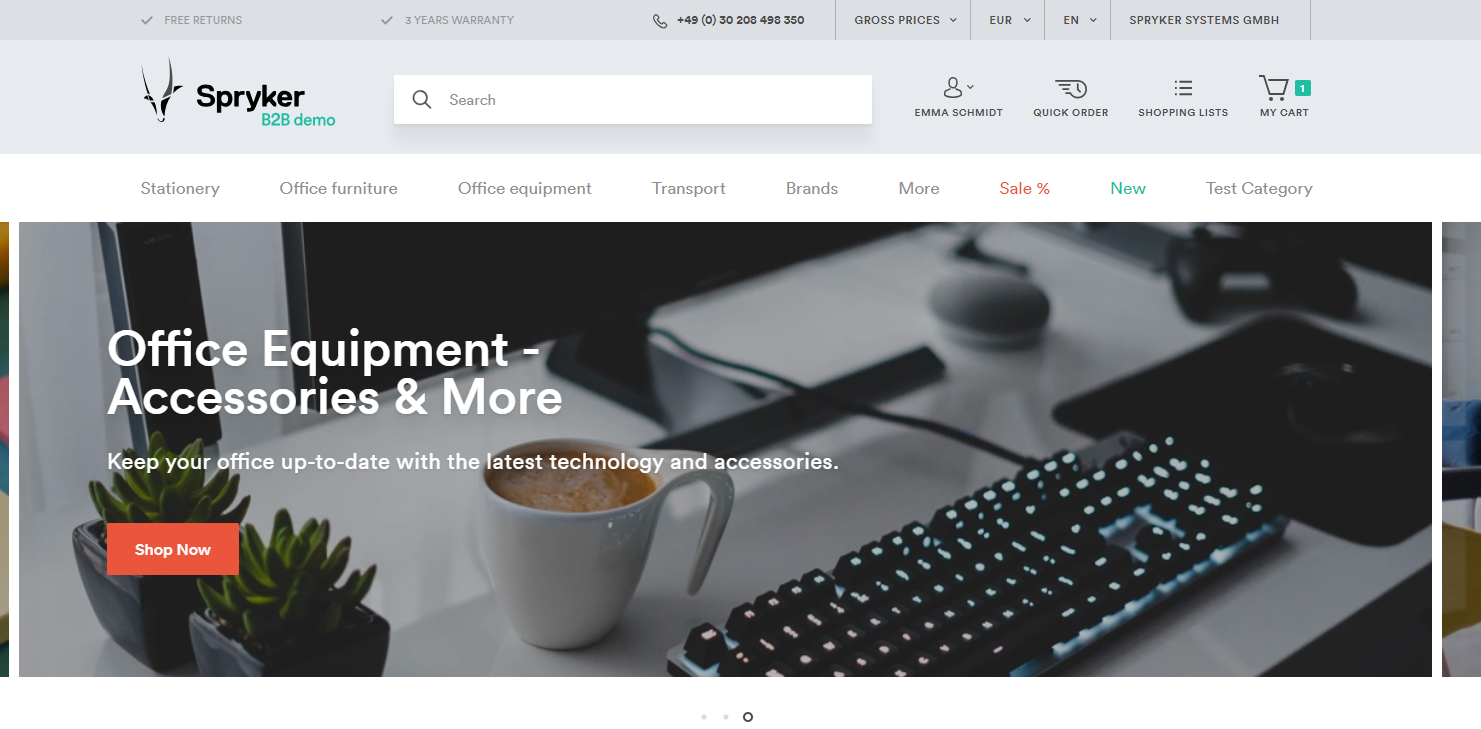 FREE RETURNS
3 YEARS WARRANTY
+49 (0) 30 208 498 350
GROSS PRICES
EUR
EN
SPRYKER SYSTEMS GMBH
Spryker
B2B demo
Search
EMMA SCHMIDT
QUICK ORDER
SHOPPING LISTS
1
MY CART
Stationery
Office furniture
Office equipment
Transport
Brands
More
Sale %
New
Test Category
Office Equipment -
Accessories & More
Keep your office up-to-date with the latest technology and accessories.
Shop Now